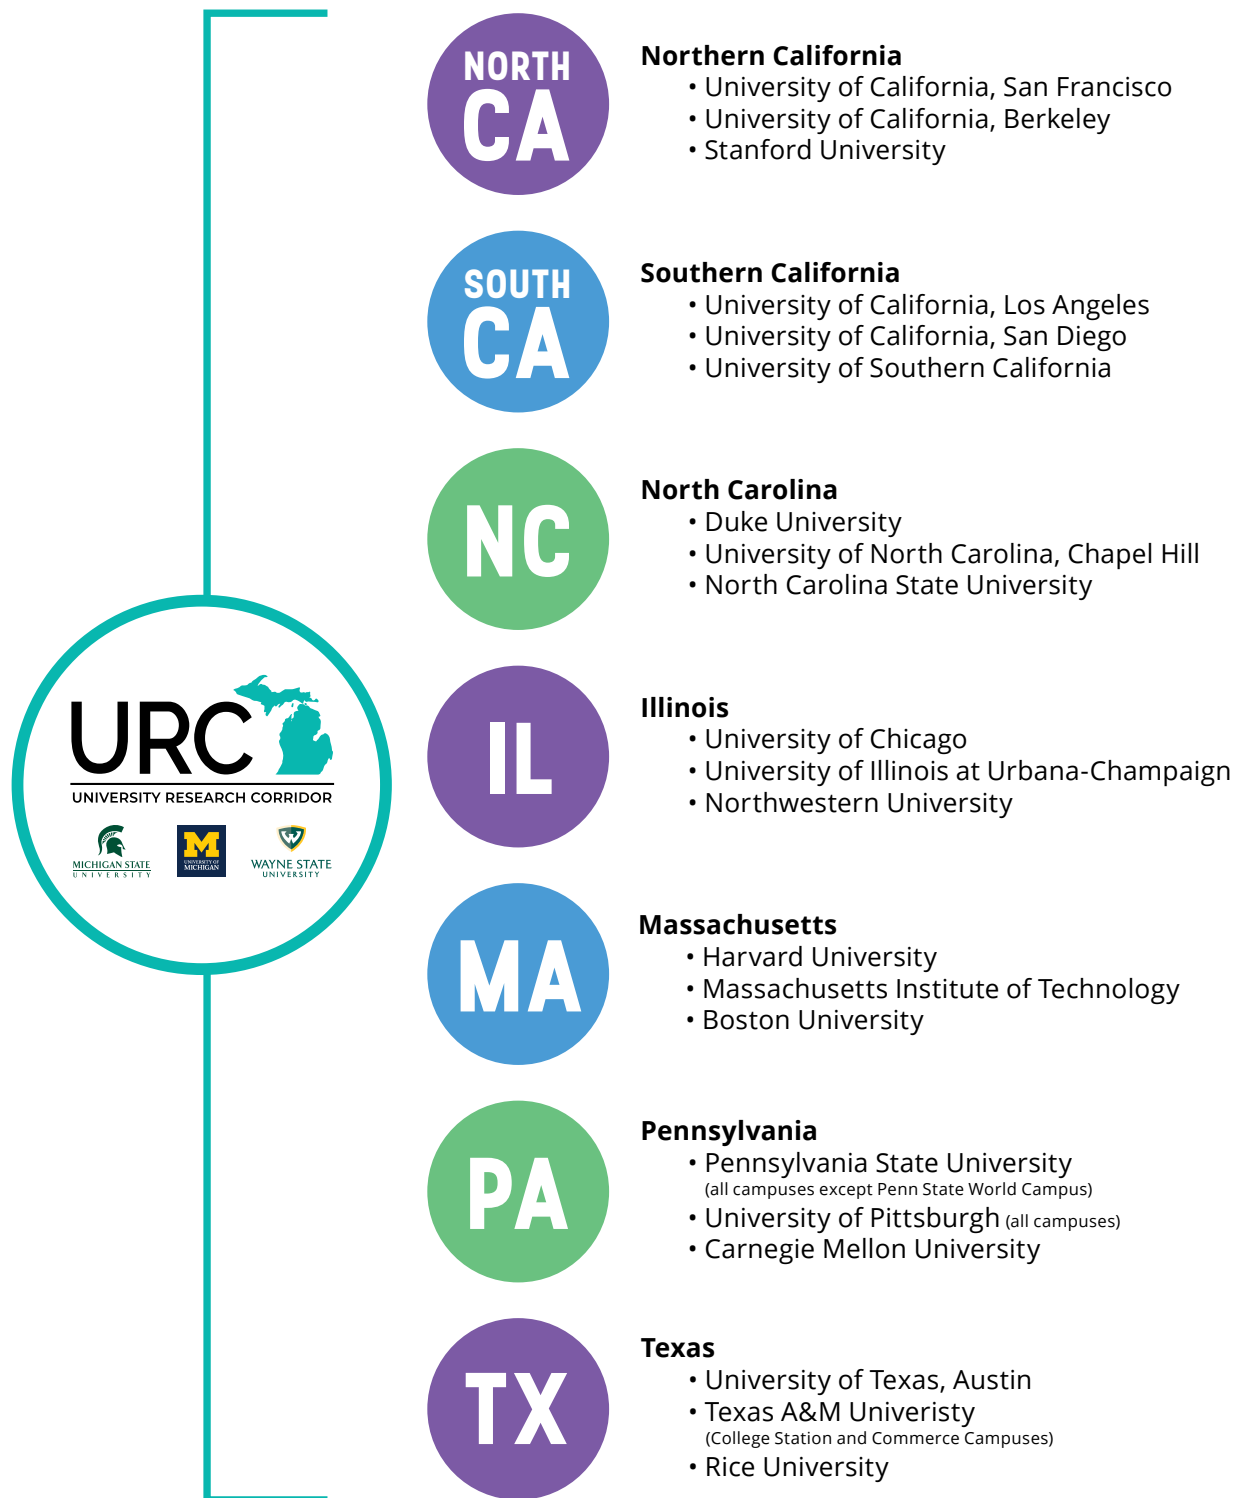 NORTH
CA
Northern California
• University of California, San Francisco
• University of California, Berkeley
• Stanford University
SOUTH
CA
Southern California
• University of California, Los Angeles
• University of California, San Diego
• University of Southern California
NC
North Carolina
• Duke University
• University of North Carolina, Chapel Hill
• North Carolina State University
URC
UNIVERSITY RESEARCH CORRIDOR
MICHIGAN STATE
UNIVERSITY
M
UNIVERSITY OF
MICHIGAN
W
WAYNE STATE
UNIVERSITY
IL
Illinois
• University of Chicago
• University of Illinois at Urbana-Champaign
• Northwestern University
MA
Massachusetts
• Harvard University
• Massachusetts Institute of Technology
• Boston University
PA
Pennsylvania
• Pennsylvania State University
(all campuses except Penn State World Campus)
• University of Pittsburgh (all campuses)
• Carnegie Mellon University
TX
Texas
• University of Texas, Austin
• Texas A&M Univeristy
(College Station and Commerce Campuses)
• Rice University